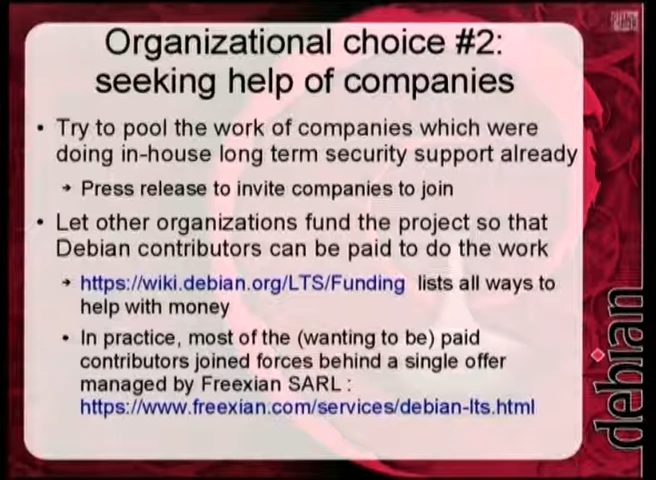 Organizational choice #2:
seeking help of companies
• Try to pool the work of companies which were
doing in-house long term security support already
➔ Press release to invite companies to join
• Let other organizations fund the project so that
Debian contributors can be paid to do the work
➔ https://wiki.debian.org/LTS/Funding lists all ways to
help with money
• In practice, most of the (wanting to be) paid
contributors joined forces behind a single offer
managed by Freexian SARL :
https://www.freexian.com/services/debian-lts.html
debian